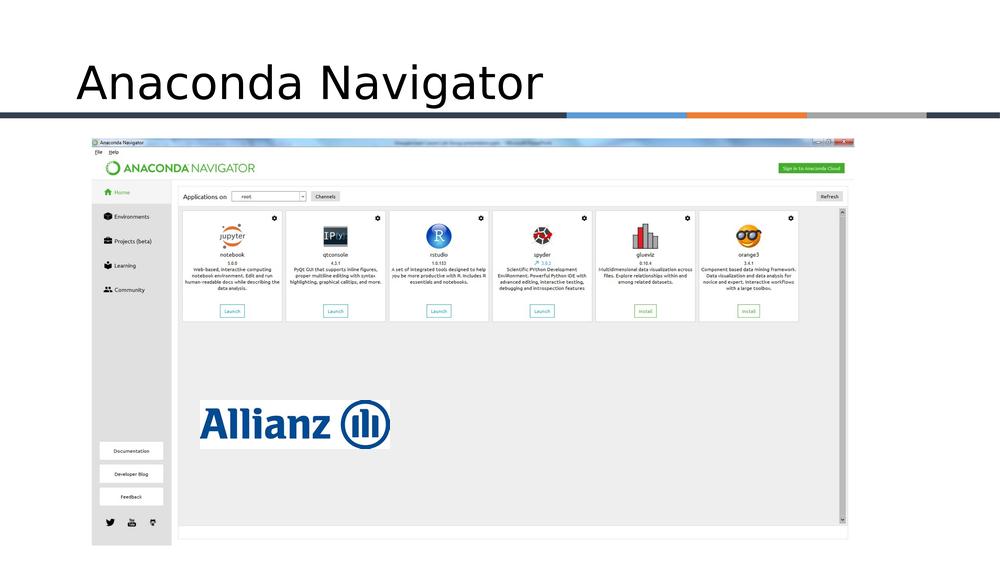 Anaconda Navigator
Anaconda Navigator
File Help
ANACONDA NAVIGATOR
Sign in to Anaconda Cloud
Home
Environments
Projects (beta)
Learning
Community
Documentation
Developer Blog
Feedback
Applications on root Channels Refresh
jupyter
notebook
5.0.0
Web-based, interactive computing
notebook environment. Edit and run
human-readable docs while describing the
data analysis.
Launch
IP[y]:
qtconsole
4.3.1
PyQt GUI that supports inline figures,
proper multiline editing with syntax
highlighting, graphical calltips, and more.
Launch
R
rstudio
1.0.153
A set of integrated tools designed to help
you be more productive with R. Includes R
essentials and notebooks.
Launch
spyder
3.0.2
Scientific PYthon Development
EnviRonment. Powerful Python IDE with
advanced editing, interactive testing,
debugging and introspection features
Launch
glueviz
0.10.4
Multidimensional data visualization across
files. Explore relationships within and
among related datasets.
Install
orange3
3.4.1
Component based data mining framework.
Data visualization and data analysis for
novice and expert. Interactive workflows
with a large toolbox.
Install
Allianz